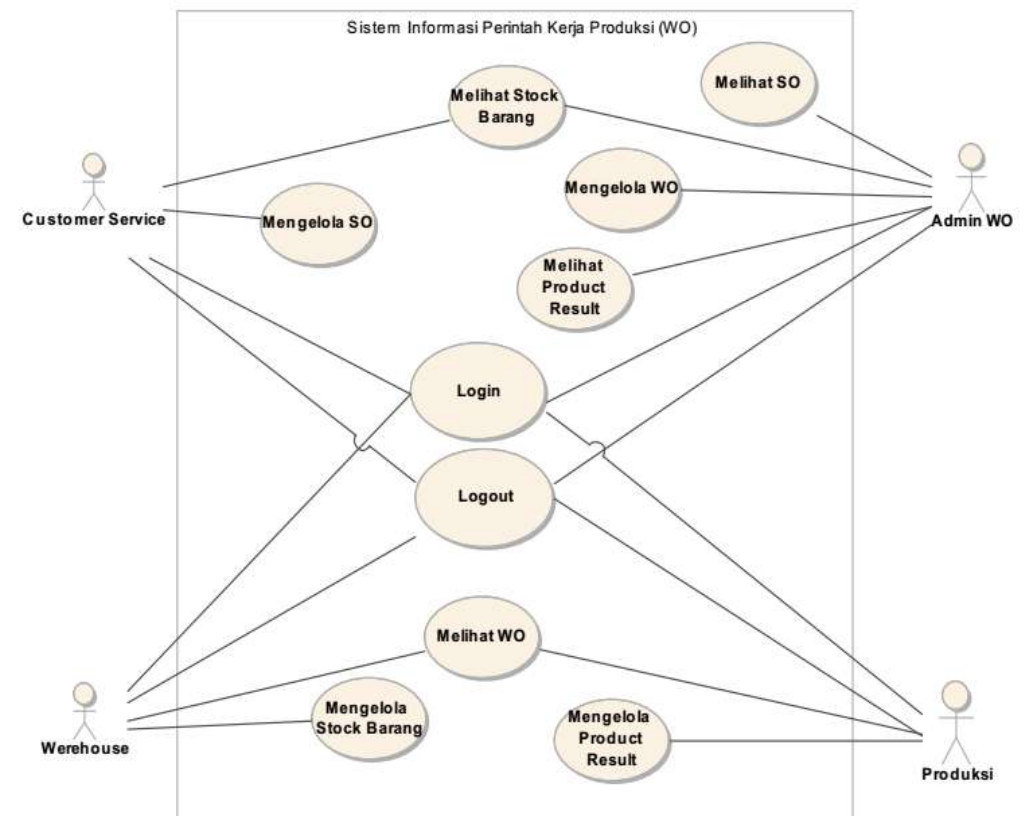 Sistem Informasi Perintah Kerja Produksi (WO)
Melihat Stock
Barang
Melihat SO
Customer Service
Mengelola SO
Mengelola WO
Admin WO
Melihat
Product
Result
Login
Logout
Melihat WO
Werehouse
Mengelola
Stock Barang
Mengelola
Product
Result
Produksi